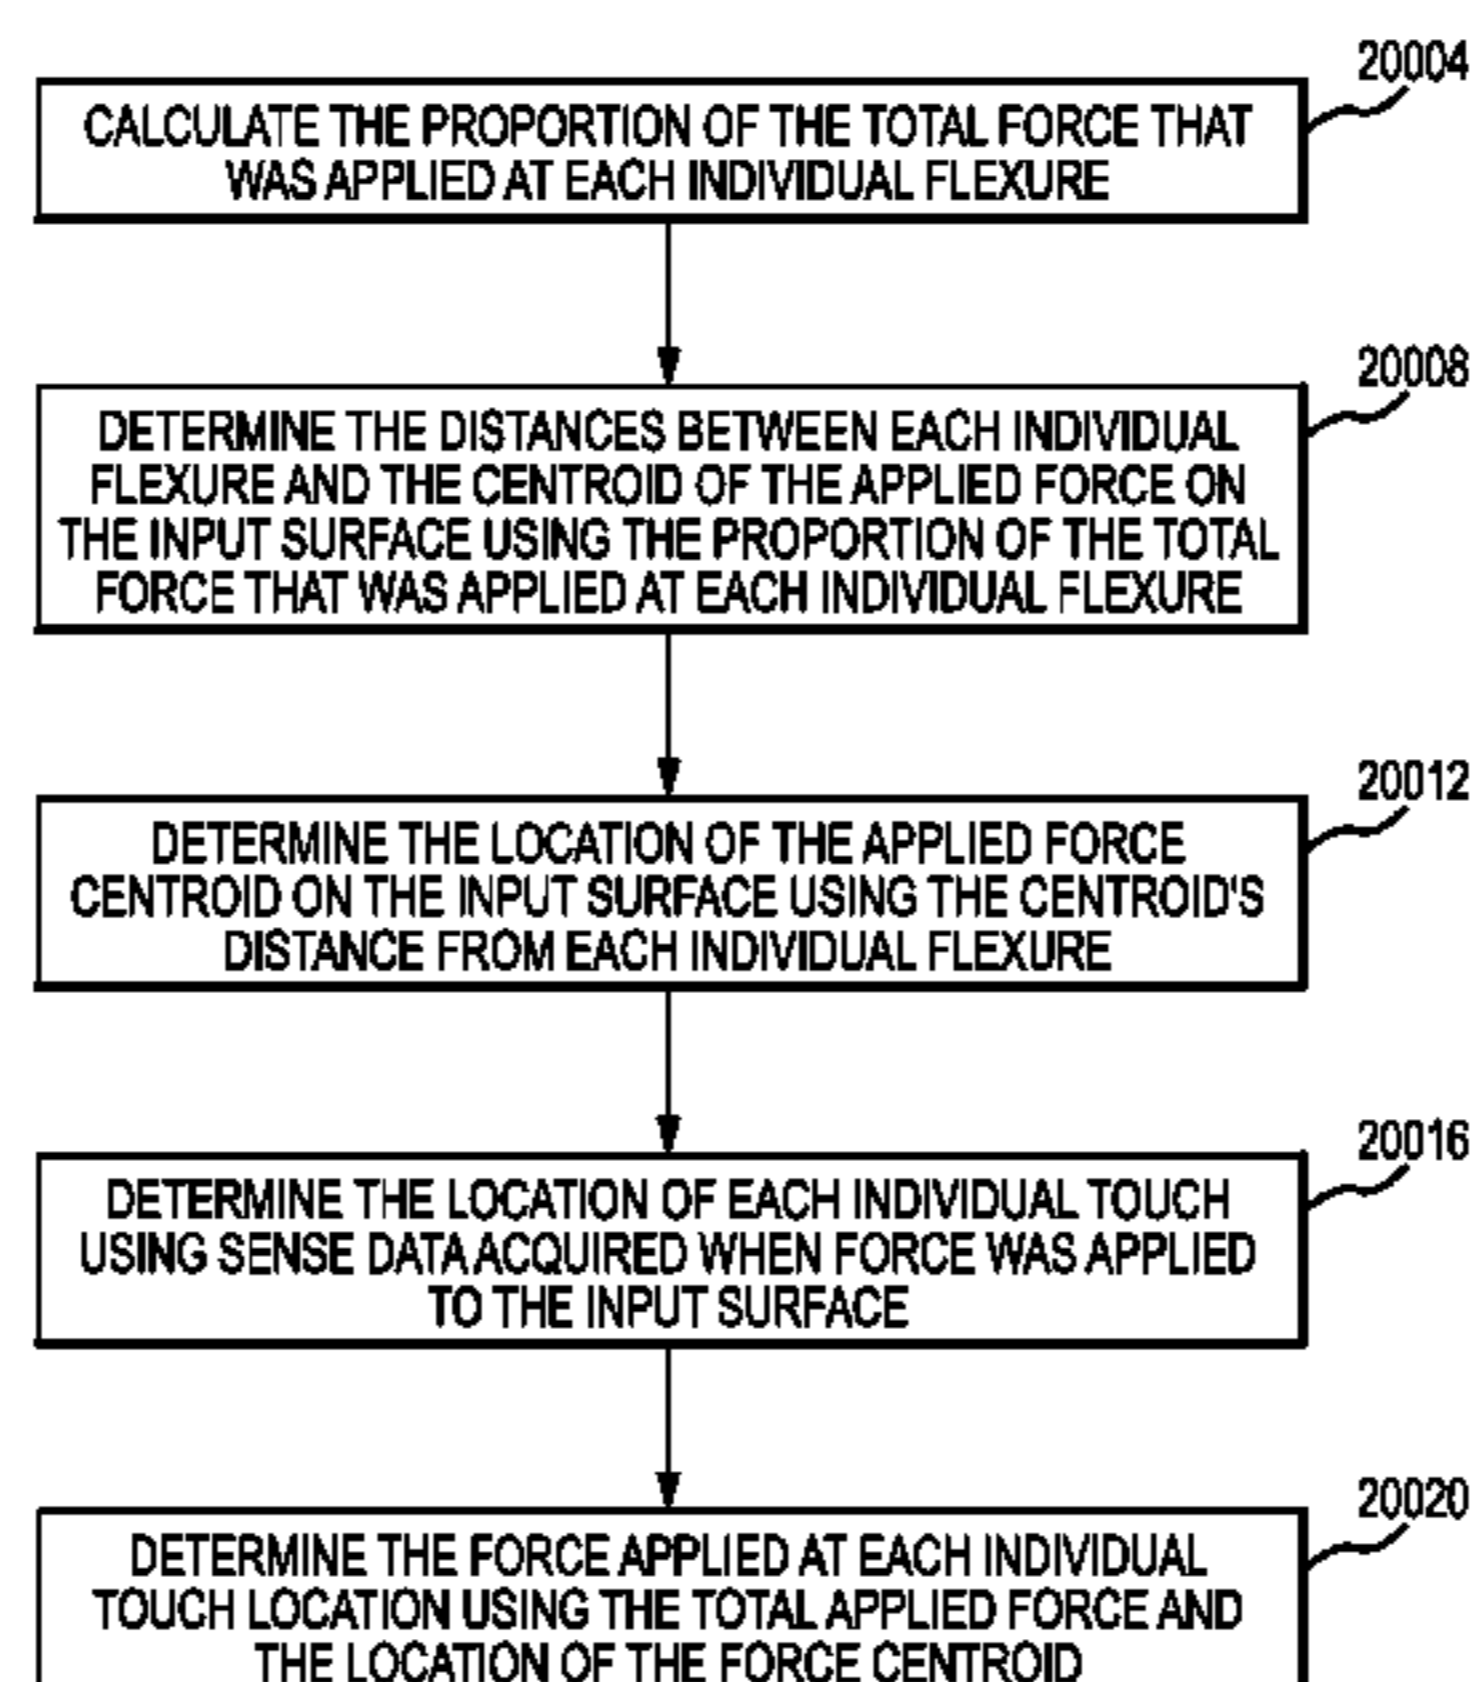 20004
CALCULATE THE PROPORTION OF THE TOTAL FORCE THAT
WAS APPLIED AT EACH INDIVIDUAL FLEXURE
20008
DETERMINE THE DISTANCES BETWEEN EACH INDIVIDUAL
FLEXURE AND THE CENTROID OF THE APPLIED FORCE ON
THE INPUT SURFACE USING THE PROPORTION OF THE TOTAL
FORCE THAT WAS APPLIED AT EACH INDIVIDUAL FLEXURE
20012
DETERMINE THE LOCATION OF THE APPLIED FORCE
CENTROID ON THE INPUT SURFACE USING THE CENTROID'S
DISTANCE FROM EACH INDIVIDUAL FLEXURE
20016
DETERMINE THE LOCATION OF EACH INDIVIDUAL TOUCH
USING SENSE DATA ACQUIRED WHEN FORCE WAS APPLIED
TO THE INPUT SURFACE
20020
DETERMINE THE FORCE APPLIED AT EACH INDIVIDUAL
TOUCH LOCATION USING THE TOTAL APPLIED FORCE AND
THE LOCATION OF THE FORCE CENTROID